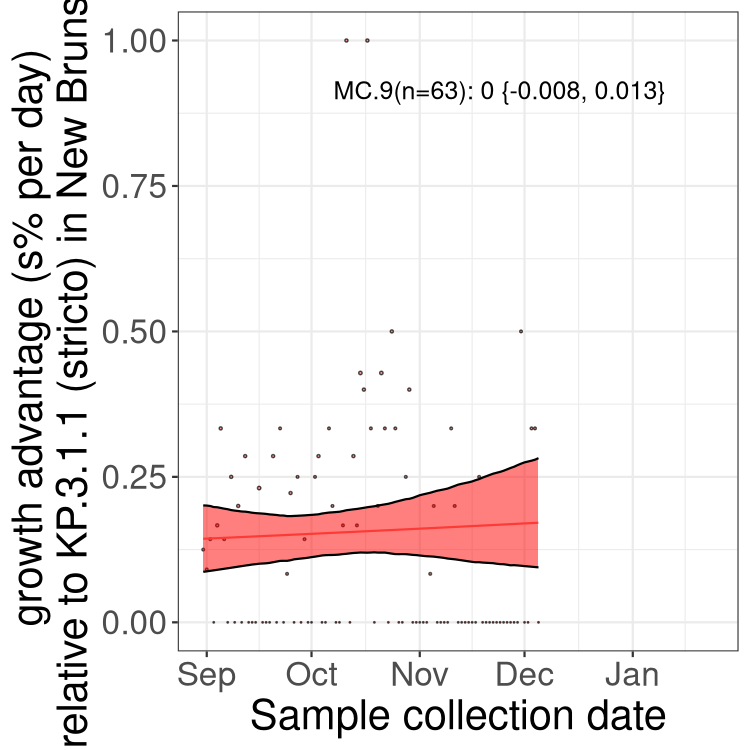 growth advantage (s% per day)
relative to KP.3.1.1 (stricto) in New Bruns
1.00
0.75
0.50
0.25
0.00
MC.9(n=63): 0 {-0.008, 0.013}
Sep Oct Nov Dec Jan
Sample collection date